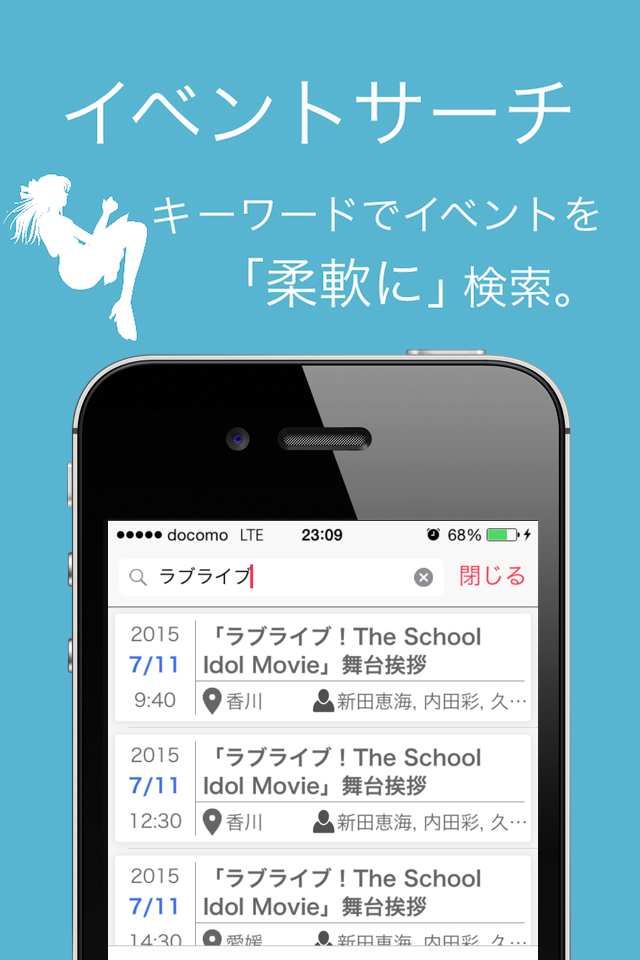 イベントサーチ
キーワードでイベントを
「柔軟に」検索。
docomo LTE 23:09 68%
ラブライブ 閉じる
2015
7/11
9:40
「ラブライブ！The School
Idol Movie」舞台挨拶
香川 新田恵海, 内田彩, 久…
2015
7/11
12:30
「ラブライブ！The School
Idol Movie」舞台挨拶
香川 新田恵海, 内田彩, 久…
2015
7/11
14:30
「ラブライブ！The School
Idol Movie」舞台挨拶
愛媛 新田恵海, 内田彩, 久…